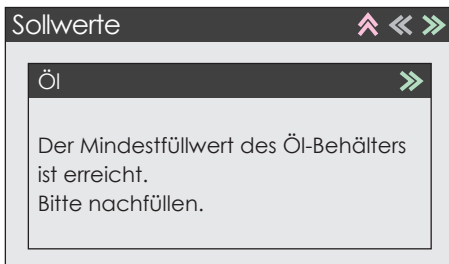 Sollwerte
Öl
Der Mindestfüllwert des Öl-Behälters
ist erreicht.
Bitte nachfüllen.